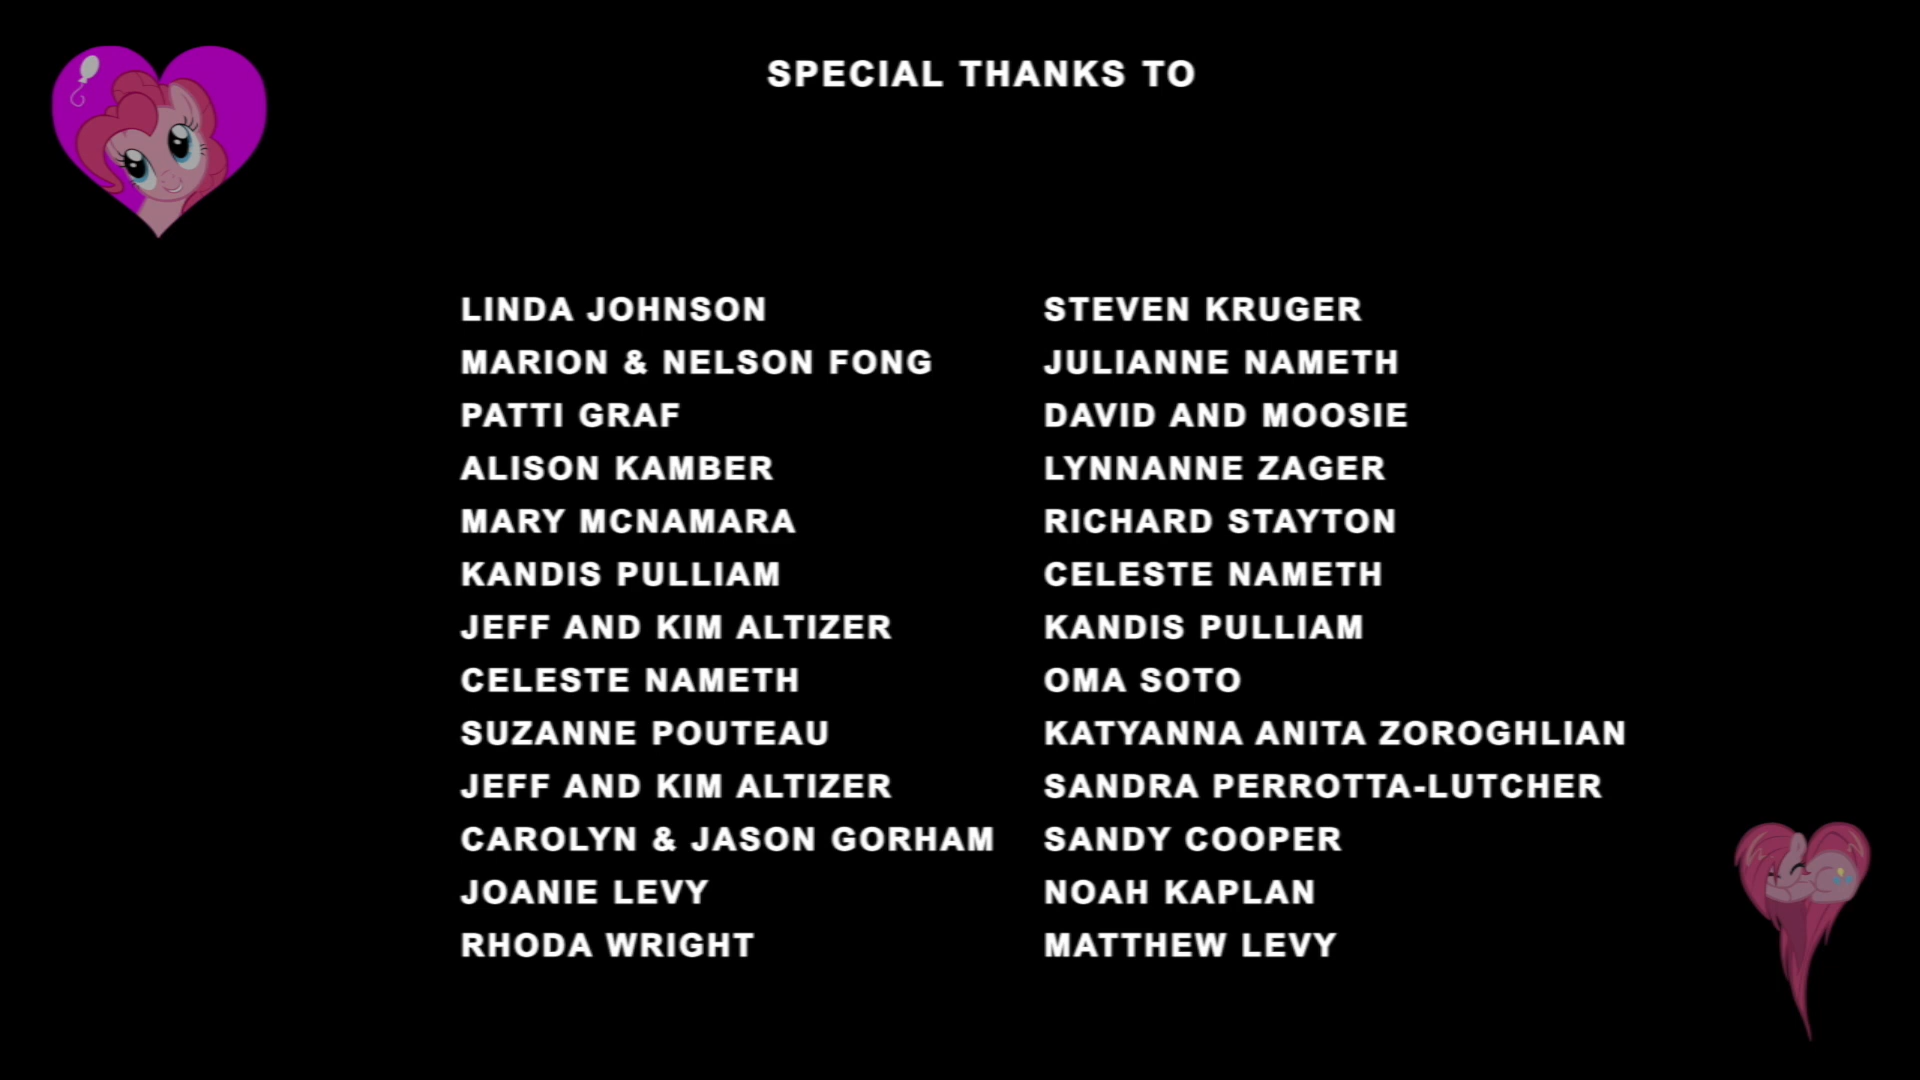 SPECIAL THANKS TO
LINDA JOHNSON
MARION & NELSON FONG
PATTI GRAF
ALISON KAMBER
MARY MCNAMARA
KANDIS PULLIAM
JEFF AND KIM ALTIZER
CELESTE NAMETH
SUZANNE POUTEAU
JEFF AND KIM ALTIZER
CAROLYN & JASON GORHAM
JOANIE LEVY
RHODA WRIGHT
STEVEN KRUGER
JULIANNE NAMETH
DAVID AND MOOSIE
LYNNANNE ZAGER
RICHARD STAYTON
CELESTE NAMETH
KANDIS PULLIAM
OMA SOTO
KATYANNA ANITA ZOROGHLIAN
SANDRA PERROTTA-LUTCHER
SANDY COOPER
NOAH KAPLAN
MATTHEW LEVY